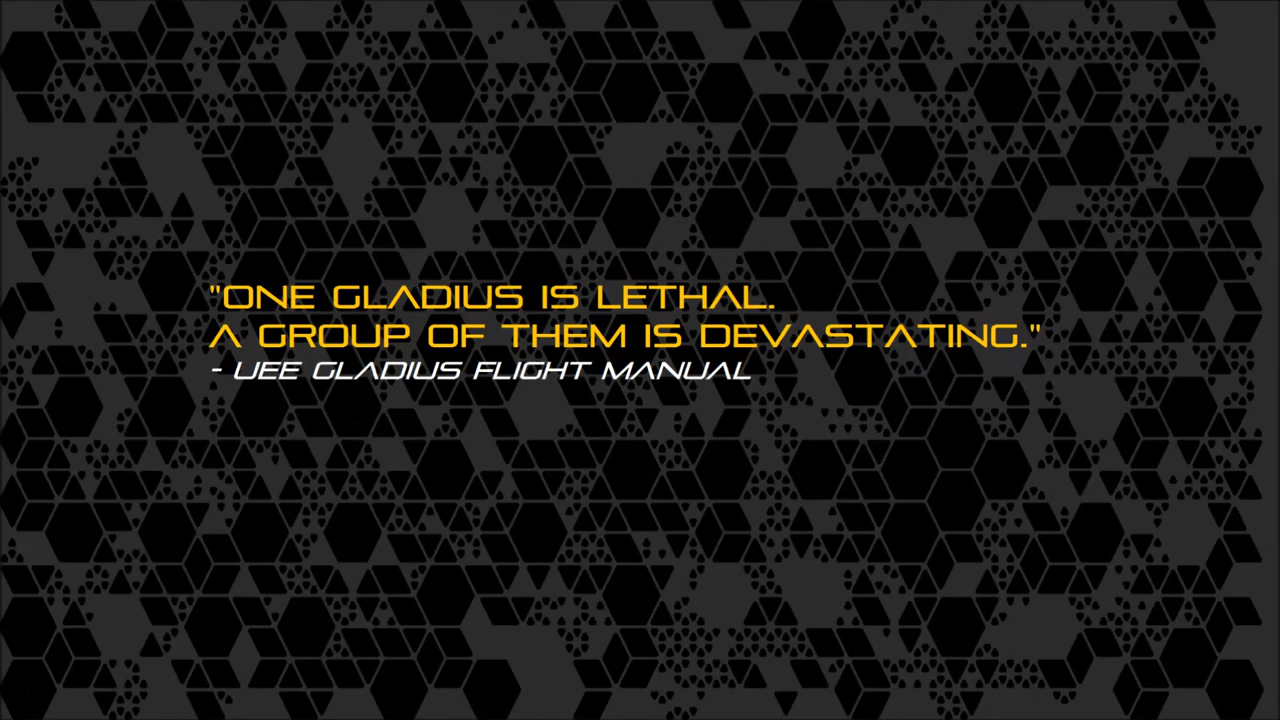 "ONE GLADIUS IS LETHAL.
A GROUP OF THEM IS DEVASTATING."
- UEE GLADIUS FLIGHT MANUAL